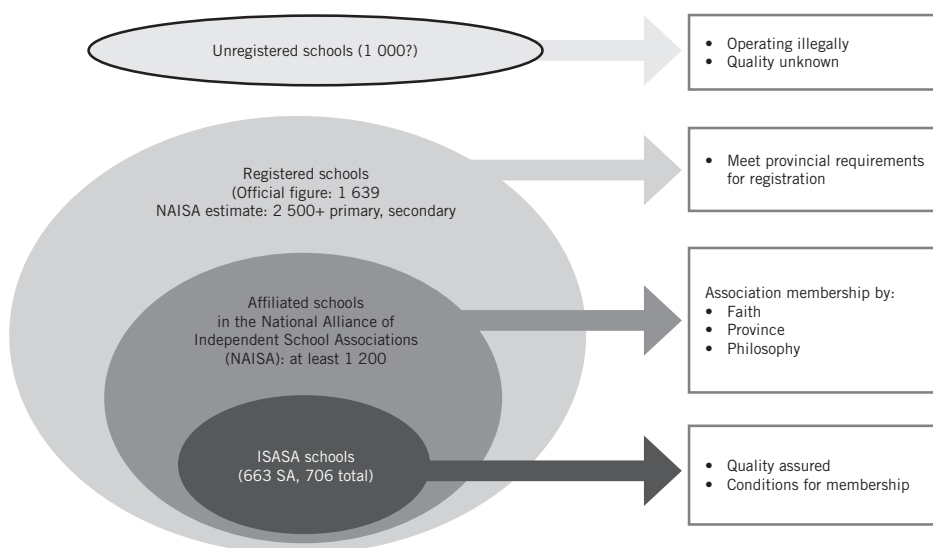 Unregistered schools (1 000?)
• Operating illegally
• Quality unknown
Registered schools
(Official figure: 1 639
NAISA estimate: 2 500+ primary, secondary
• Meet provincial requirements
for registration
Affiliated schools
in the National Alliance of
Independent School Associations
(NAISA): at least 1 200
Association membership by:
• Faith
• Province
• Philosophy
ISASA schools
(663 SA, 706 total)
• Quality assured
• Conditions for membership